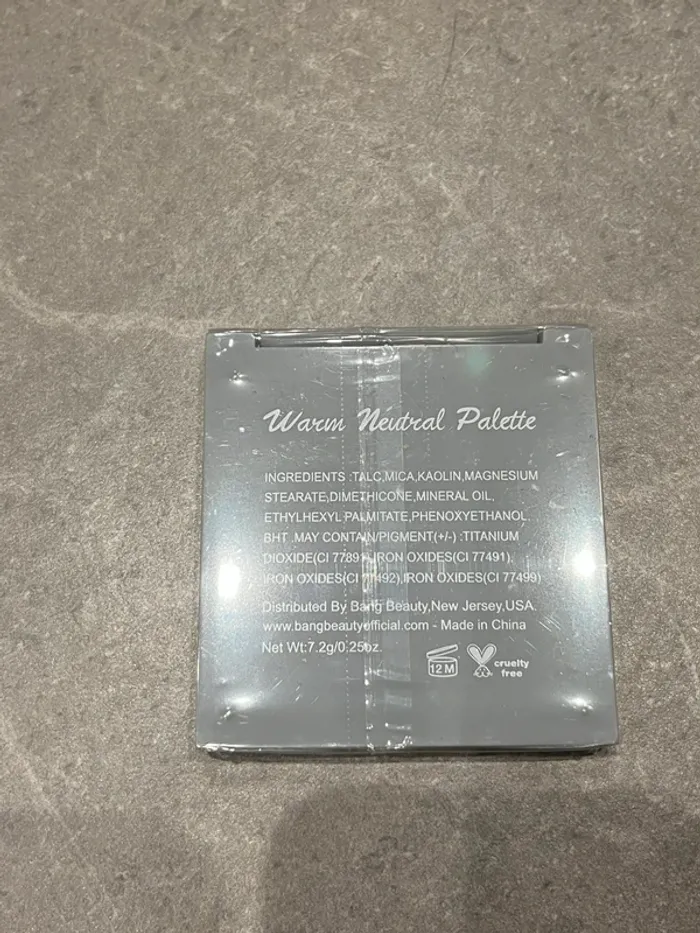 Warm Neutral Palette
INGREDIENTS :TALC,MICA,KAOLIN,MAGNESIUM
STEARATE,DIMETHICONE,MINERAL OIL,
ETHYLHEXYL PALMITATE,PHENOXYETHANOL,
BHT .MAY CONTAIN/PIGMENT(+/-) :TITANIUM
DIOXIDE(CI 77891),IRON OXIDES(CI 77491),
IRON OXIDES(CI 77492),IRON OXIDES(CI 77499)
Distributed By Bang Beauty,New Jersey,USA.
www.bangbeautyofficial.com - Made in China
Net Wt:7.2g/0.25oz.
12M
cruelty
free